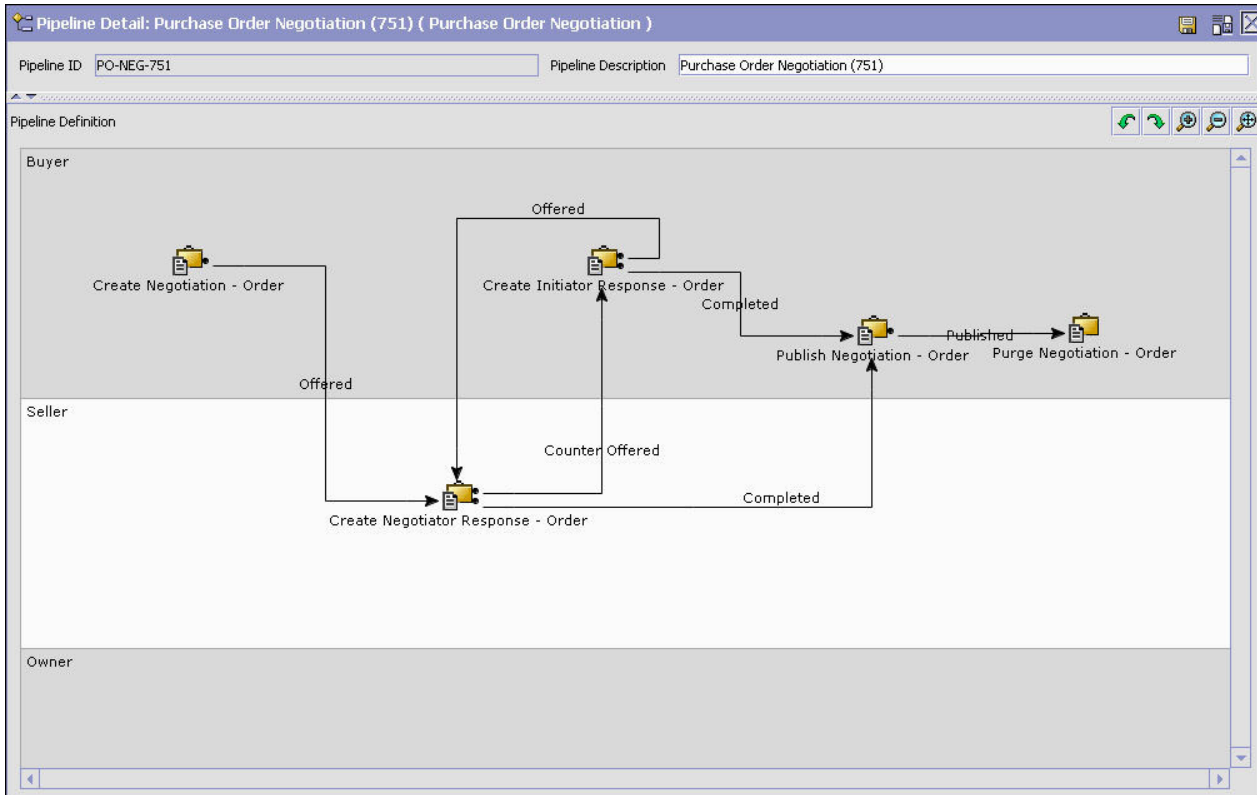 Pipeline Detail: Purchase Order Negotiation (751) ( Purchase Order Negotiation )
Pipeline ID PO-NEG-751 Pipeline Description Purchase Order Negotiation (751)
Pipeline Definition
Buyer
Offered
Create Negotiation - Order
Create Initiator Response - Order
Completed
Published
Publish Negotiation - Order
Purge Negotiation - Order
Offered
Seller
Counter Offered
Completed
Create Negotiator Response - Order
Owner